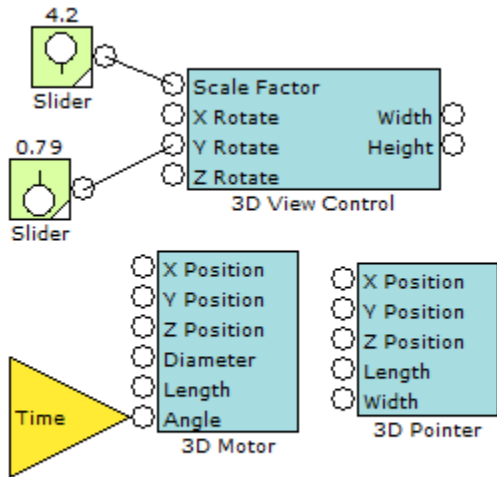 4.2
Slider
Scale Factor
X Rotate
Y Rotate
Z Rotate
Width
Height
3D View Control
0.79
Slider
X Position
Y Position
Z Position
Diameter
Length
Angle
3D Motor
Time
X Position
Y Position
Z Position
Length
Width
3D Pointer